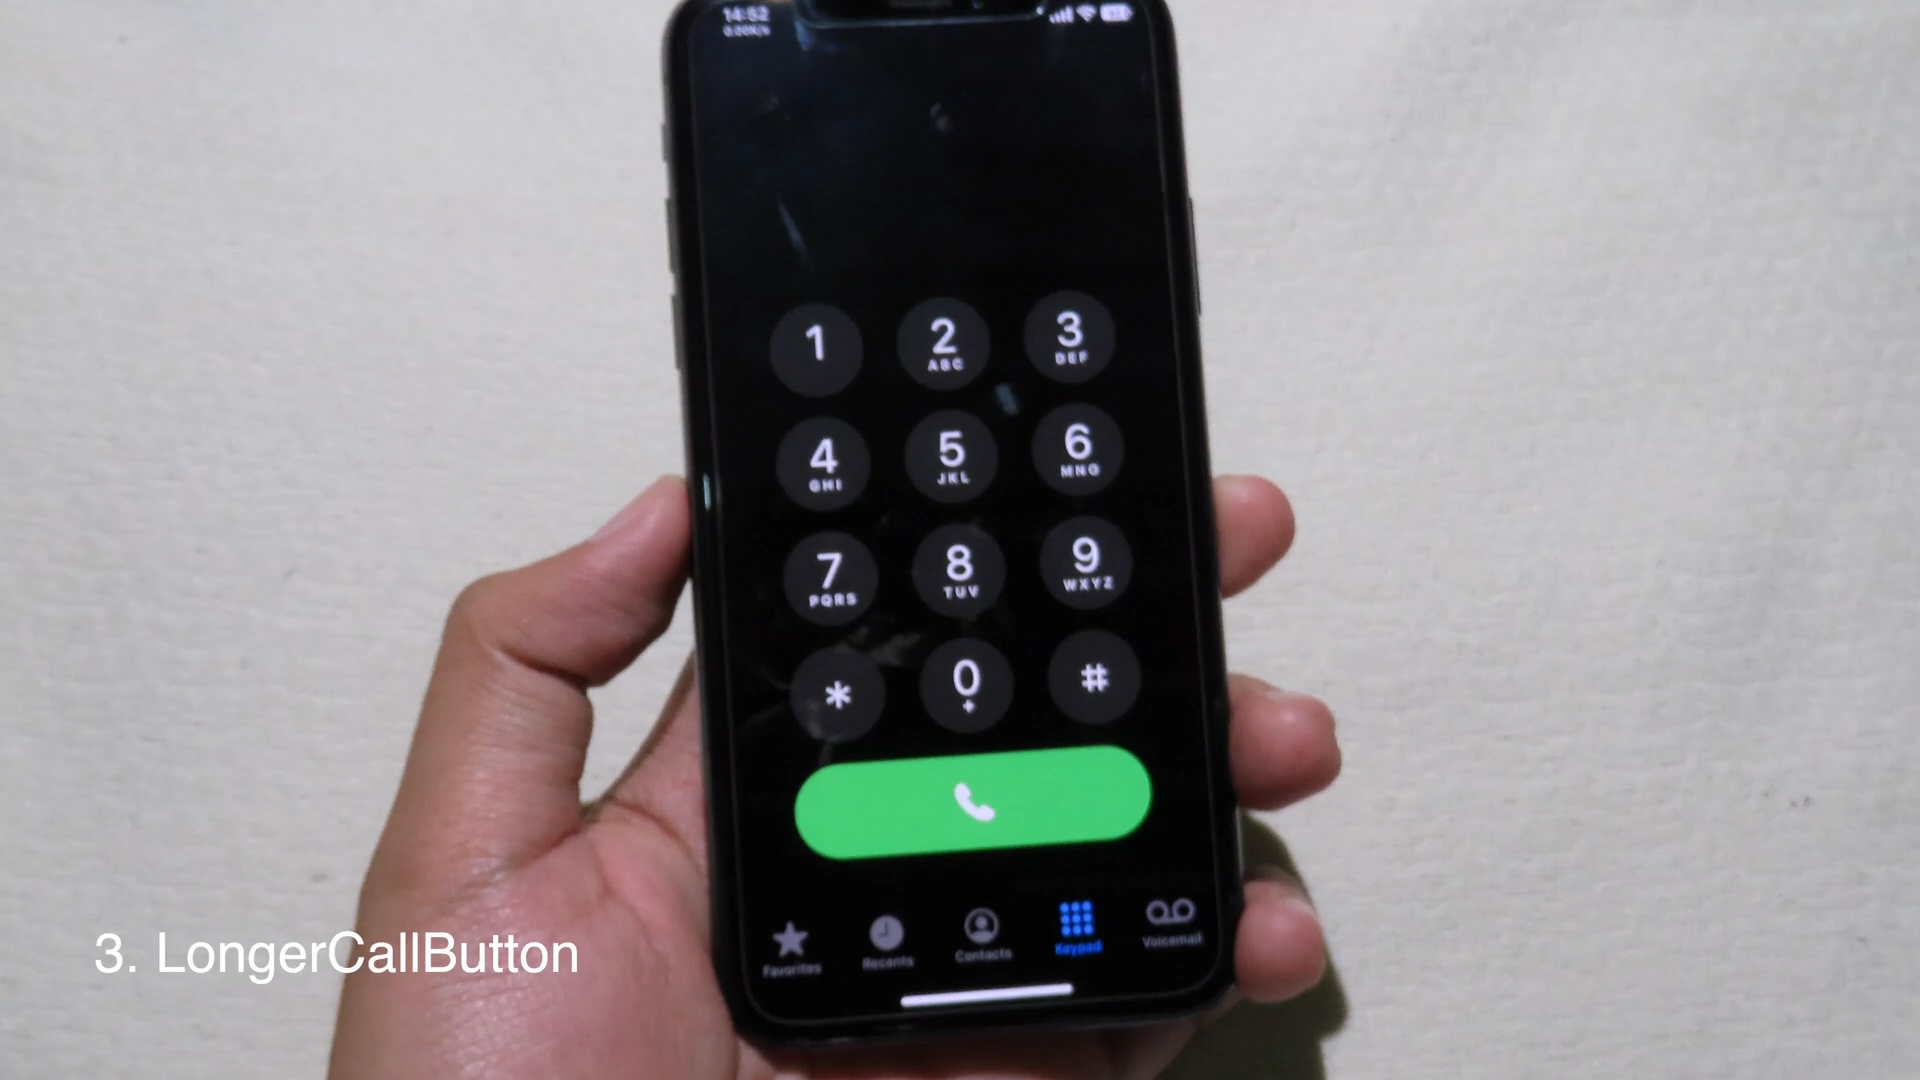 14:52
1
2
ABC
3
DEF
4
GHI
5
JKL
6
MNO
7
PQRS
8
TUV
9
WXYZ
*
0
+
#
Favorites
Recents
Contacts
Keypad
Voicemail
3. LongerCallButton